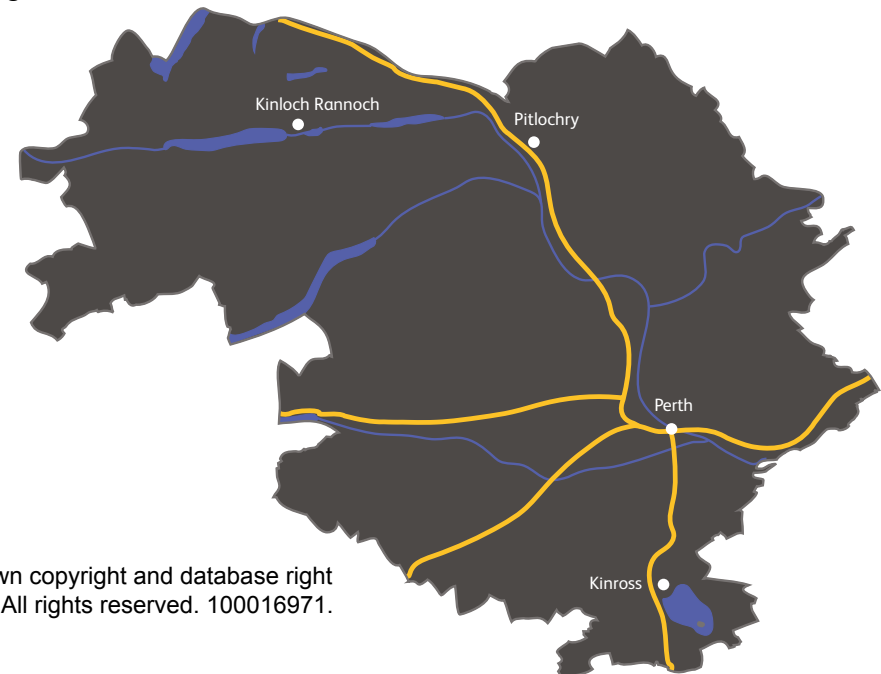 Kinloch Rannoch
Pitlochry
Perth
Kinross
wn copyright and database right
All rights reserved. 100016971.